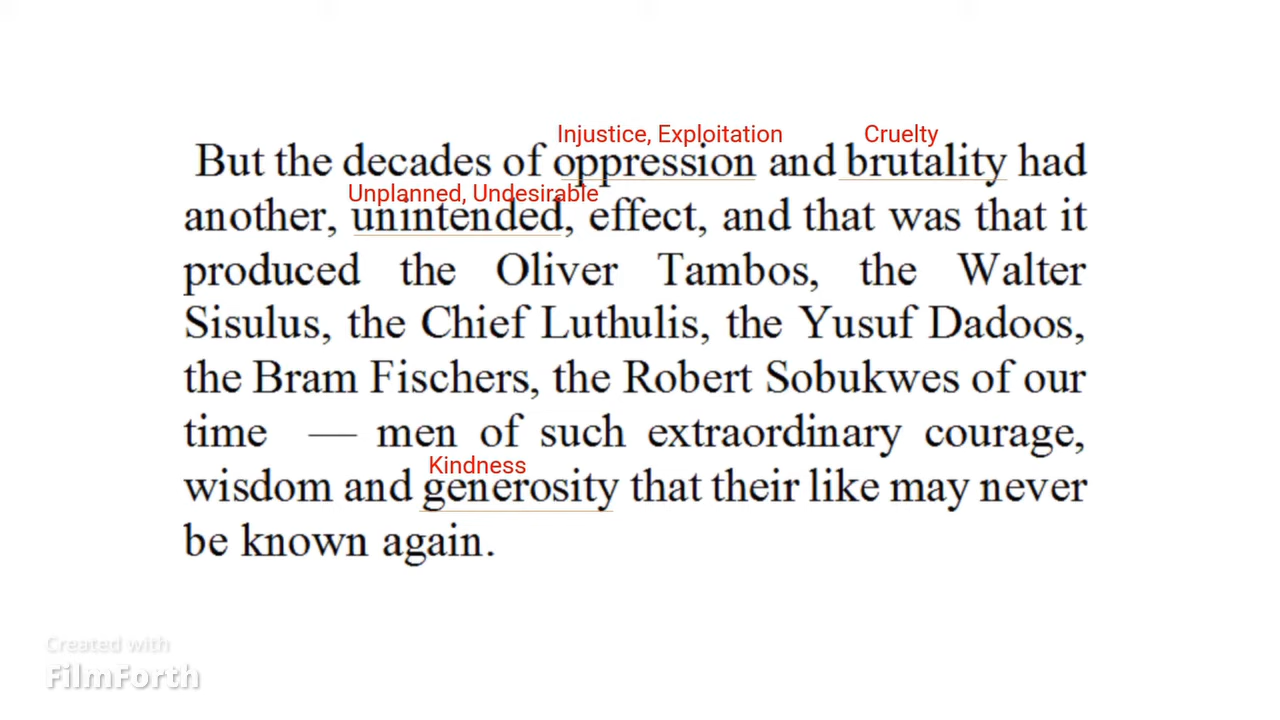 Injustice, Exploitation Cruelty
But the decades of oppression and brutality had
Unplanned, Undesirable
another, unintended, effect, and that was that it
produced the Oliver Tambos, the Walter
Sisulus, the Chief Luthulis, the Yusuf Dadoos,
the Bram Fischers, the Robert Sobukwes of our
time — men of such extraordinary courage,
Kindness
wisdom and generosity that their like may never
be known again.
Created with
FilmForth